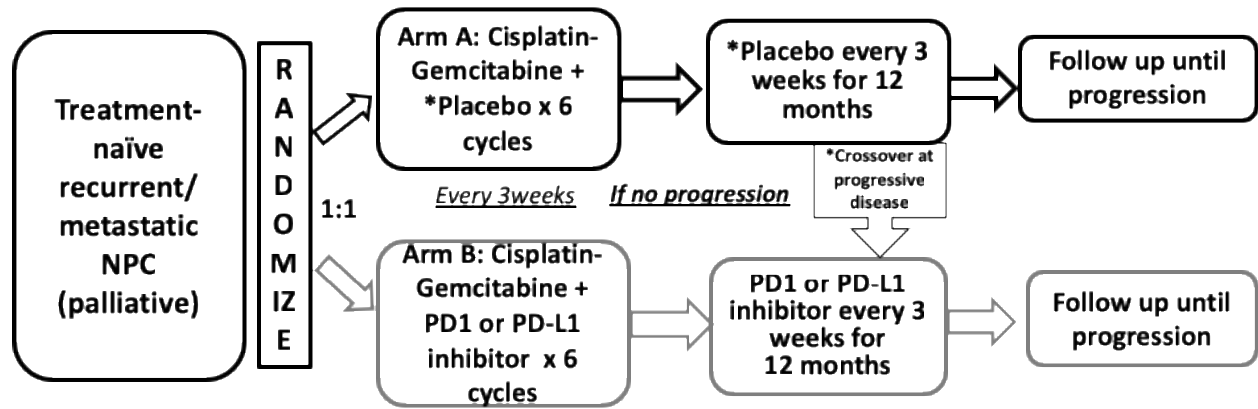 Treatment-
naïve
recurrent/
metastatic
NPC
(palliative)
R
A
N
D
O
M
IZ
E
1:1
Arm A: Cisplatin-
Gemcitabine +
*Placebo x 6
cycles
*Placebo every 3
weeks for 12
months
Follow up until
progression
Every 3weeks
If no progression
*Crossover at
progressive
disease
Arm B: Cisplatin-
Gemcitabine +
PD1 or PD-L1
inhibitor x 6
cycles
PD1 or PD-L1
inhibitor every 3
weeks for
12 months
Follow up until
progression